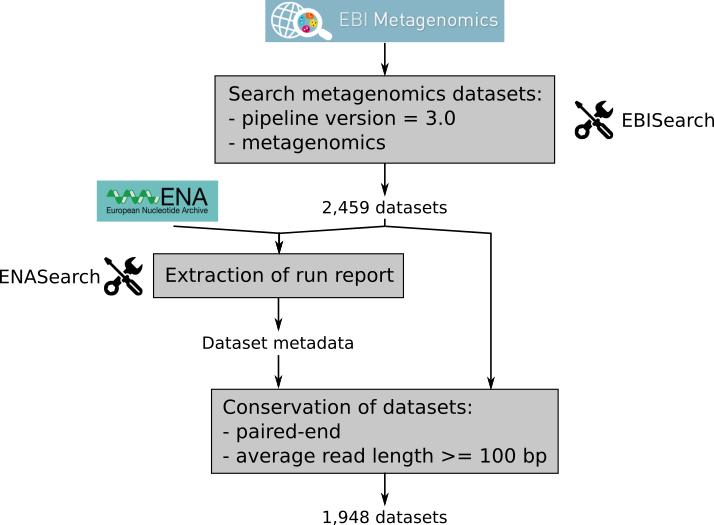 EBI Metagenomics
Search metagenomics datasets:
- pipeline version = 3.0
- metagenomics
EBISearch
2,459 datasets
ENA
European Nucleotide Archive
ENASearch
Extraction of run report
Dataset metadata
Conservation of datasets:
- paired-end
- average read length >= 100 bp
1,948 datasets